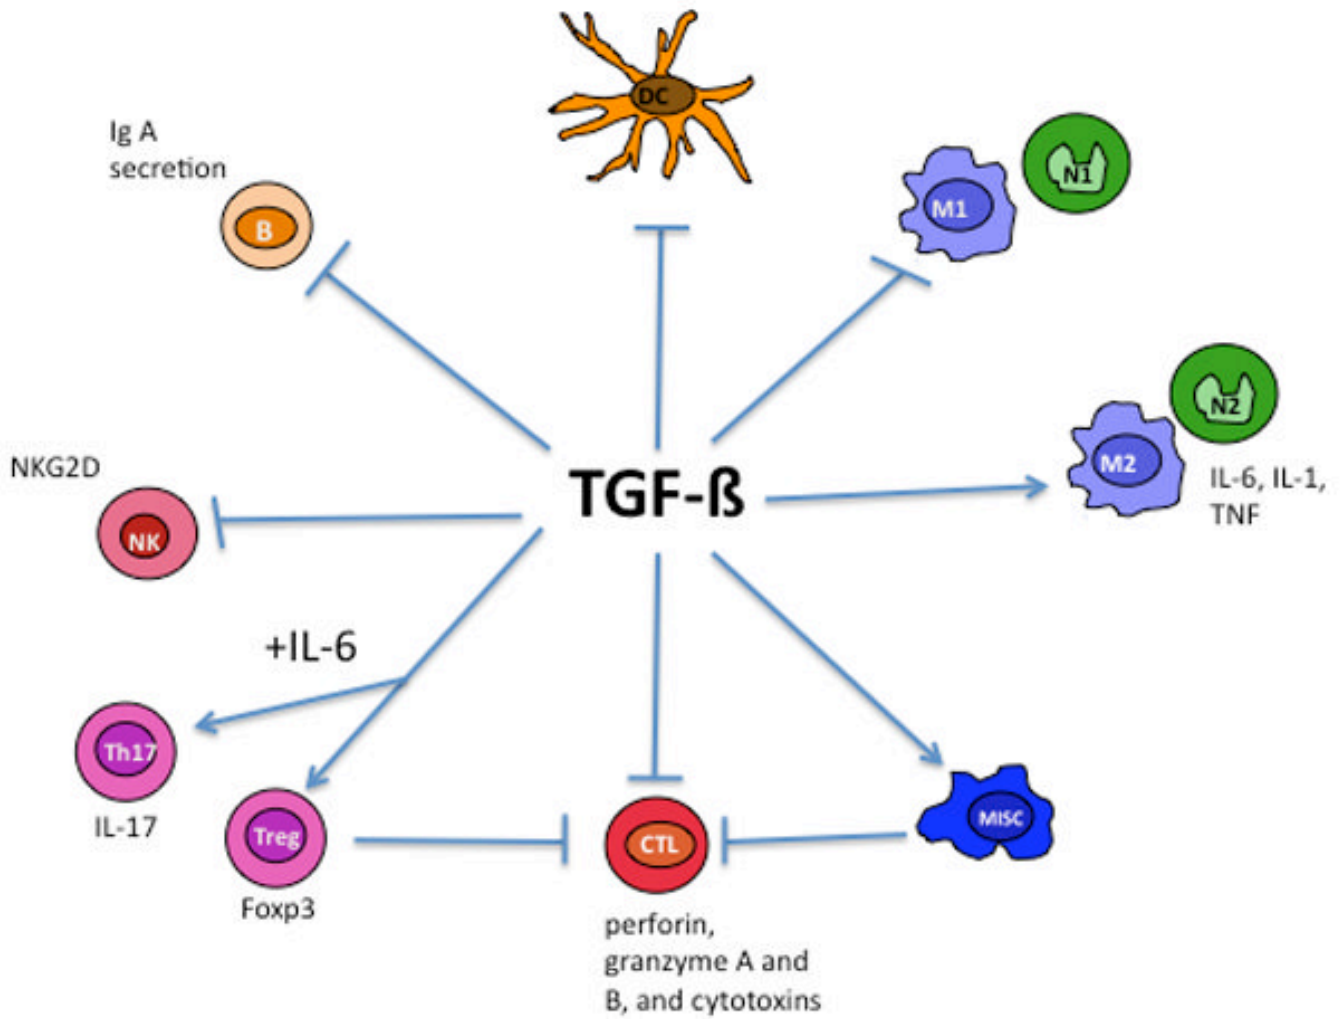 DC
Ig A
secretion
B
M1
N1
NKG2D
NK
TGF-ß
M2
N2
IL-6, IL-1,
TNF
+IL-6
Th17
IL-17
Treg
Foxp3
CTL
MISC
perforin,
granzyme A and
B, and cytotoxins